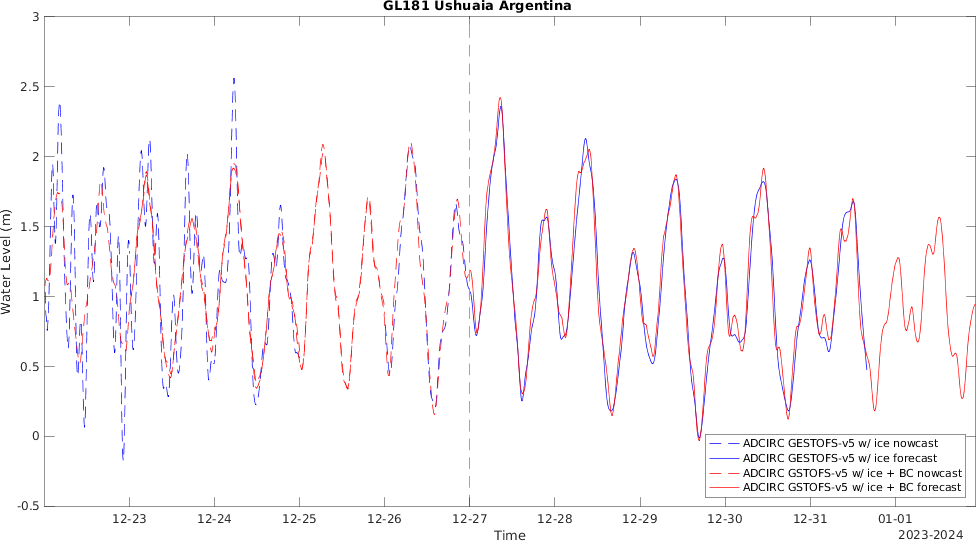 GL181 Ushuaia Argentina
3
2.5
2
1.5
1
0.5
0
-0.5
Water Level (m)
12-23 12-24 12-25 12-26 12-27 12-28 12-29 12-30 12-31 01-01
Time
2023-2024
ADCIRC GESTOFS-v5 w/ ice nowcast
ADCIRC GESTOFS-v5 w/ ice forecast
ADCIRC GSTOFS-v5 w/ ice + BC nowcast
ADCIRC GSTOFS-v5 w/ ice + BC forecast